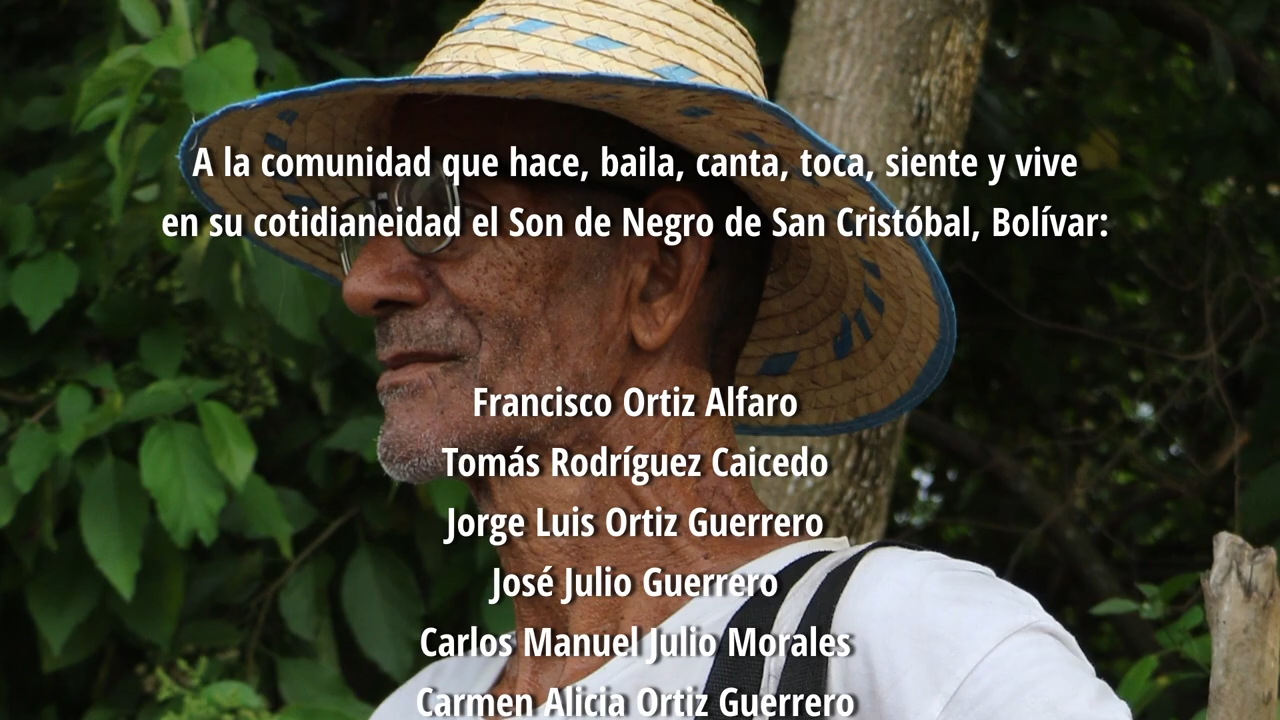 A la comunidad que hace, baila, canta, toca, siente y vive
en su cotidianeidad el Son de Negro de San Cristóbal, Bolívar:
Francisco Ortiz Alfaro
Tomás Rodríguez Caicedo
Jorge Luis Ortiz Guerrero
José Julio Guerrero
Carlos Manuel Julio Morales
Carmen Alicia Ortiz Guerrero